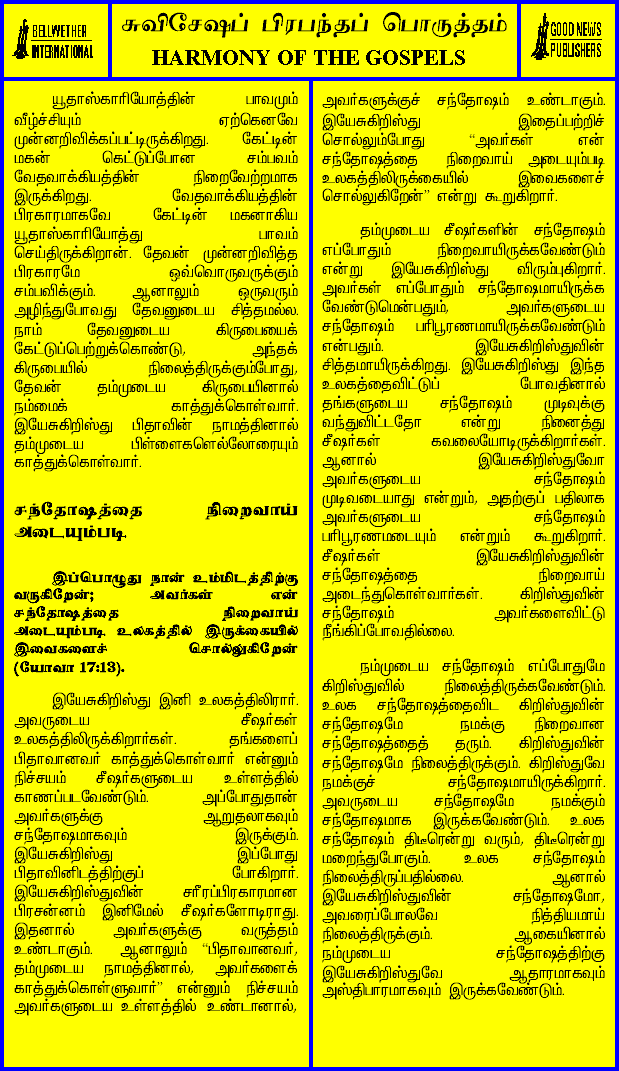 BELLWETHER
INTERNATIONAL
சுவிசேஷப் பிரபந்தப் பொருத்தம்
HARMONY OF THE GOSPELS
GOOD NEWS
PUBLISHERS
யூதாஸ்காரியோத்தின் பாவமும்
வீழ்ச்சியும் ஏற்கெனவே
முன்னறிவிக்கப்பட்டிருக்கிறது. கேட்டின்
மகன் கெட்டுப்போன சம்பவம்
வேதவாக்கியத்தின் நிறைவேற்றமாக
இருக்கிறது. வேதவாக்கியத்தின்
பிரகாரமாகவே கேட்டின் மகனாகிய
யூதாஸ்காரியோத்து பாவம்
செய்திருக்கிறான். தேவன் முன்னறிவித்த
பிரகாரமே ஒவ்வொருவருக்கும்
சம்பவிக்கும். ஆனாலும் ஒருவரும்
அழிந்துபோவது தேவனுடைய சித்தமல்ல.
நாம் தேவனுடைய கிருபையைக்
கேட்டுப்பெற்றுக்கொண்டு, அந்தக்
கிருபையில் நிலைத்திருக்கும்போது,
தேவன் தம்முடைய கிருபையினால்
நம்மைக் காத்துக்கொள்வார்.
இயேசுகிறிஸ்து பிதாவின் நாமத்தினால்
தம்முடைய பிள்ளைகளெல்லோரையும்
காத்துக்கொள்வார்.
சந்தோஷத்தை நிறைவாய்
அடையும்படி.
இப்பொழுது நான் உம்மிடத்திற்கு
வருகிறேன்; அவர்கள் என்
சந்தோஷத்தை நிறைவாய்
அடையும்படி உலகத்தில் இருக்கையில்
இவைகளைச் சொல்லுகிறேன்
(யோவா 17:13).
இயேசுகிறிஸ்து இனி உலகத்திலிரார்.
அவருடைய சீஷர்கள்
உலகத்திலிருக்கிறார்கள். தங்களைப்
பிதாவானவர் காத்துக்கொள்வார் என்னும்
நிச்சயம் சீஷர்களுடைய உள்ளத்தில்
காணப்படவேண்டும். அப்போதுதான்
அவர்களுக்கு ஆறுதலாகவும்
சந்தோஷமாகவும் இருக்கும்.
இயேசுகிறிஸ்து இப்போது
பிதாவினிடத்திற்குப் போகிறார்.
இயேசுகிறிஸ்துவின் சரீரப்பிரகாரமான
பிரசன்னம் இனிமேல் சீஷர்களோடிராது.
இதனால் அவர்களுக்கு வருத்தம்
உண்டாகும். ஆனாலும் “பிதாவானவர்,
தம்முடைய நாமத்தினால், அவர்களைக்
காத்துக்கொள்ளுவார்” என்னும் நிச்சயம்
அவர்களுடைய உள்ளத்தில் உண்டானால்,
அவர்களுக்குச் சந்தோஷம் உண்டாகும்.
இயேசுகிறிஸ்து இதைப்பற்றிச்
சொல்லும்போது “அவர்கள் என்
சந்தோஷத்தை நிறைவாய் அடையும்படி
உலகத்திலிருக்கையில் இவைகளைச்
சொல்லுகிறேன்” என்று கூறுகிறார்.
தம்முடைய சீஷர்களின் சந்தோஷம்
எப்போதும் நிறைவாயிருக்கவேண்டும்
என்று இயேசுகிறிஸ்து விரும்புகிறார்.
அவர்கள் எப்போதும் சந்தோஷமாயிருக்க
வேண்டுமென்பதும், அவர்களுடைய
சந்தோஷம் பரிபூரணமாயிருக்கவேண்டும்
என்பதும். இயேசுகிறிஸ்துவின்
சித்தமாயிருக்கிறது. இயேசுகிறிஸ்து இந்த
உலகத்தைவிட்டுப் போவதினால்
தங்களுடைய சந்தோஷம் முடிவுக்கு
வந்துவிட்டதோ என்று நினைத்து
சீஷர்கள் கவலையோடிருக்கிறார்கள்.
ஆனால் இயேசுகிறிஸ்துவோ
அவர்களுடைய சந்தோஷம்
முடிவடையாது என்றும், அதற்குப் பதிலாக
அவர்களுடைய சந்தோஷம்
பரிபூரணமடையும் என்றும் கூறுகிறார்.
சீஷர்கள் இயேசுகிறிஸ்துவின்
சந்தோஷத்தை நிறைவாய்
அடைந்துகொள்வார்கள். கிறிஸ்துவின்
சந்தோஷம் அவர்களைவிட்டு
நீங்கிப்போவதில்லை.
நம்முடைய சந்தோஷம் எப்போதுமே
கிறிஸ்துவில் நிலைத்திருக்கவேண்டும்.
உலக சந்தோஷத்தைவிட கிறிஸ்துவின்
சந்தோஷமே நமக்கு நிறைவான
சந்தோஷத்தைத் தரும். கிறிஸ்துவின்
சந்தோஷமே நிலைத்திருக்கும். கிறிஸ்துவே
நமக்குச் சந்தோஷமாயிருக்கிறார்.
அவருடைய சந்தோஷமே நமக்கும்
சந்தோஷமாக இருக்கவேண்டும். உலக
சந்தோஷம் திடீரென்று வரும், திடீரென்று
மறைந்துபோகும். உலக சந்தோஷம்
நிலைத்திருப்பதில்லை. ஆனால்
இயேசுகிறிஸ்துவின் சந்தோஷமோ,
அவரைப்போலவே நித்தியமாய்
நிலைத்திருக்கும். ஆகையினால்
நம்முடைய சந்தோஷத்திற்கு
இயேசுகிறிஸ்துவே ஆதாரமாகவும்
அஸ்திபாரமாகவும் இருக்கவேண்டும்.